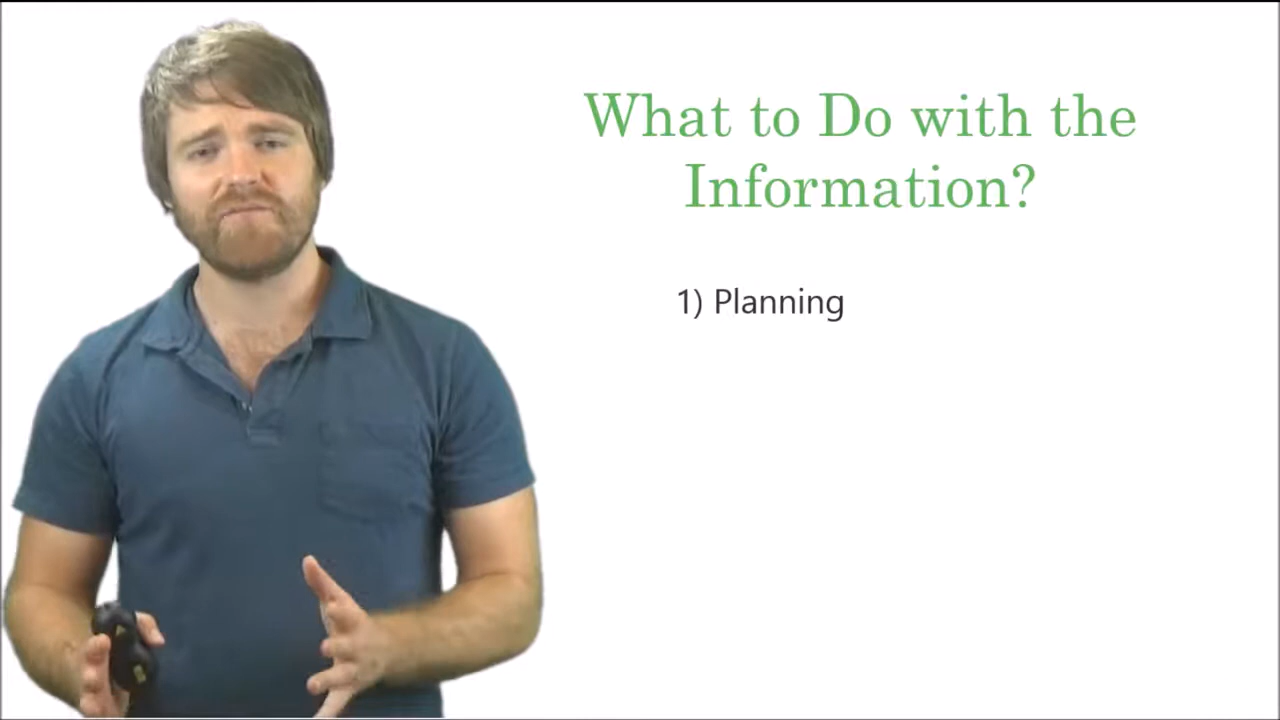 What to Do with the
Information?
1) Planning